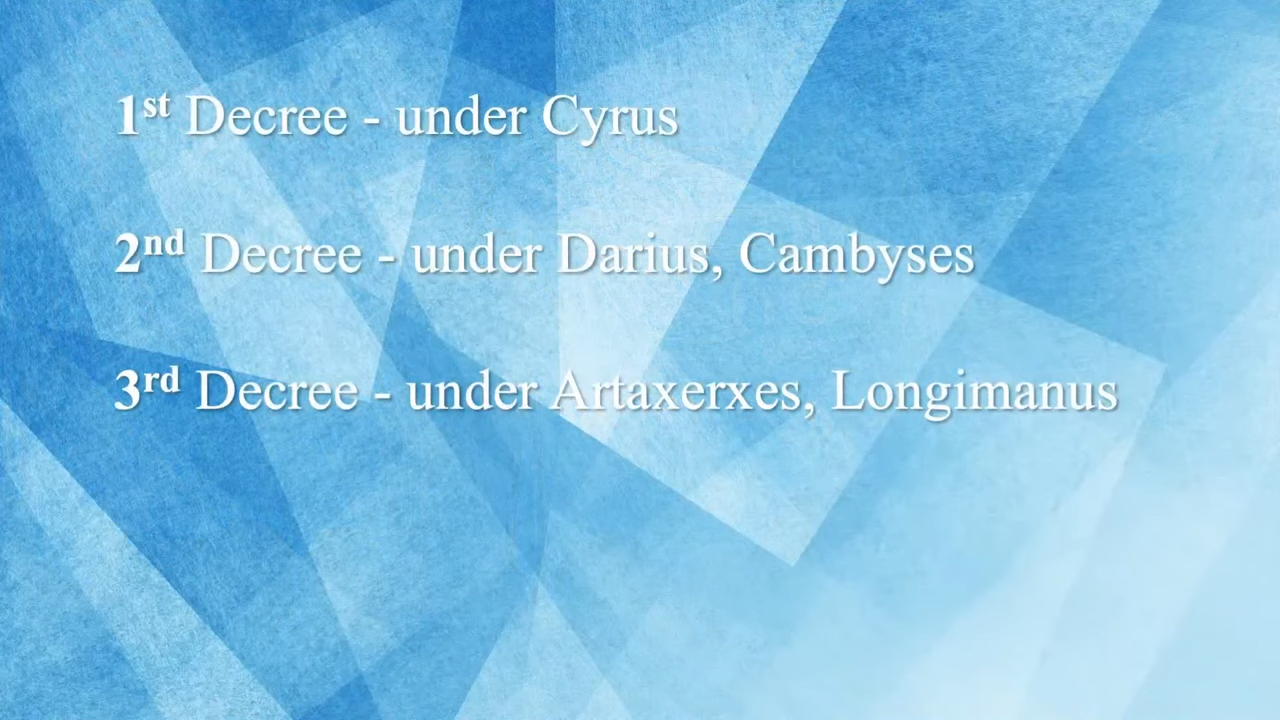 1st Decree - under Cyrus
2nd Decree - under Darius, Cambyses
3rd Decree - under Artaxerxes, Longimanus